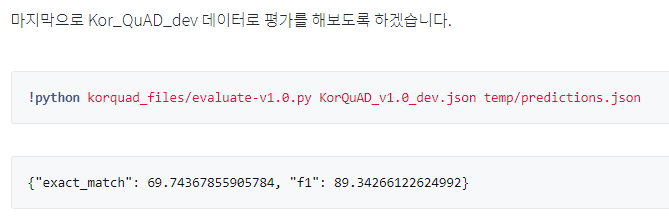 마지막으로 Kor_QuAD_dev 데이터로 평가를 해보도록 하겠습니다.
!python korquad_files/evaluate-v1.0.py KorQuAD_v1.0_dev.json temp/predictions.json
{"exact_match": 69.74367855905784, "f1": 89.34266122624992}